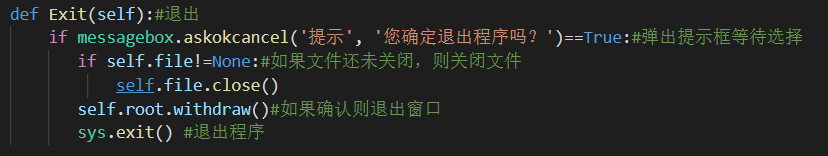 def Exit(self):#退出
if messagebox.askokcancel('提示', '您确定退出程序吗？')==True:#弹出提示框等待选择
if self.file!=None:#如果文件还未关闭，则关闭文件
self.file.close()
self.root.withdraw()#如果确认则退出窗口
sys.exit() #退出程序